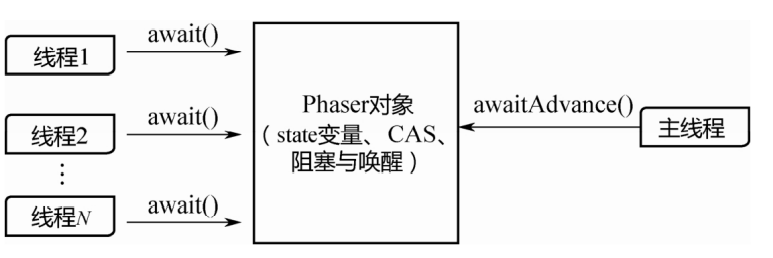 线程1
await()
线程2
await()
⋮
线程N
await()
Phaser对象
（state变量、CAS、
阻塞与唤醒）
awaitAdvance()
主线程